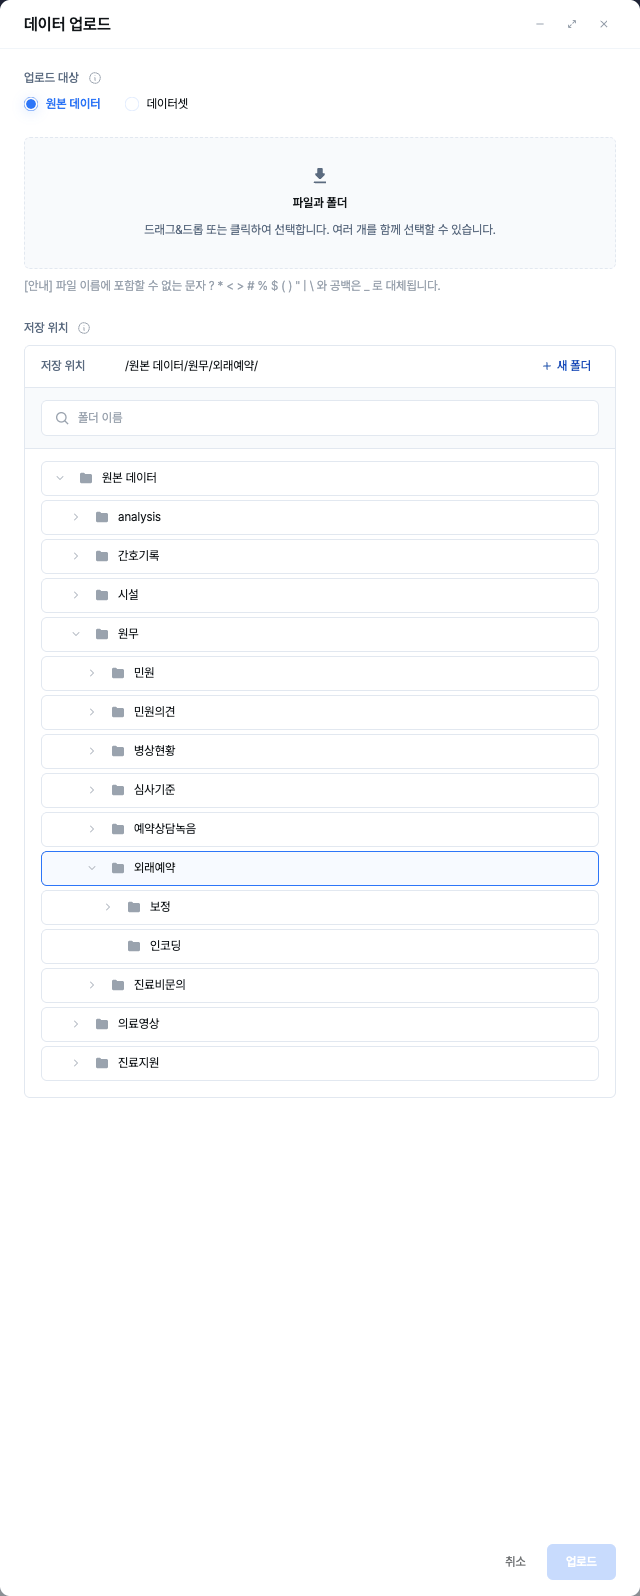 데이터 업로드
업로드 대상
원본 데이터 데이터셋
파일과 폴더
드래그&드롭 또는 클릭하여 선택합니다. 여러 개를 함께 선택할 수 있습니다.
[안내] 파일 이름에 포함할 수 없는 문자 ? * < > # % $ ( ) " | \ 와 공백은 _ 로 대체됩니다.
저장 위치
저장 위치 /원본 데이터/원무/외래예약/ + 새 폴더
폴더 이름
원본 데이터
analysis
간호기록
시설
원무
민원
민원의견
병상현황
심사기준
예약상담녹음
외래예약
보정
인코딩
진료비문의
의료영상
진료지원
취소 업로드